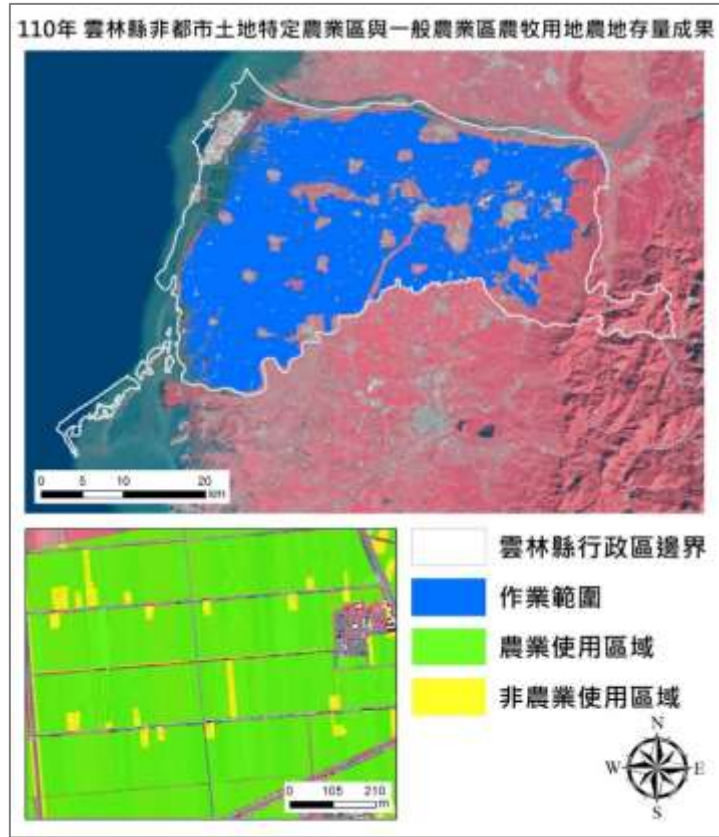 110年 雲林縣非都市土地特定農業區與一般農業區農牧用地農地存量成果
0 5 10 20
km
雲林縣行政區邊界
作業範圍
農業使用區域
非農業使用區域
0 105 210
m
N
W E
S